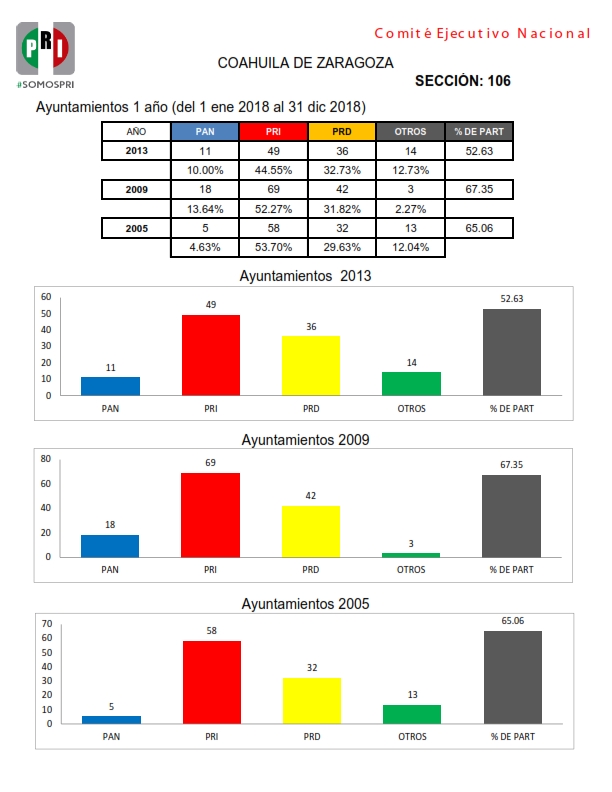 Comité Ejecutivo Nacional
PRI
#SOMOSPRI
COAHUILA DE ZARAGOZA
SECCIÓN: 106
Ayuntamientos 1 año (del 1 ene 2018 al 31 dic 2018)
AÑO PAN PRI PRD OTROS % DE PART
2013 11 49 36 14 52.63
10.00% 44.55% 32.73% 12.73%
2009 18 69 42 3 67.35
13.64% 52.27% 31.82% 2.27%
2005 5 58 32 13 65.06
4.63% 53.70% 29.63% 12.04%
Ayuntamientos 2013
60
50
40
30
20
10
0
11 49 36 14 52.63
PAN PRI PRD OTROS % DE PART
Ayuntamientos 2009
80
60
40
20
0
18 69 42 3 67.35
PAN PRI PRD OTROS % DE PART
Ayuntamientos 2005
70
60
50
40
30
20
10
0
5 58 32 13 65.06
PAN PRI PRD OTROS % DE PART